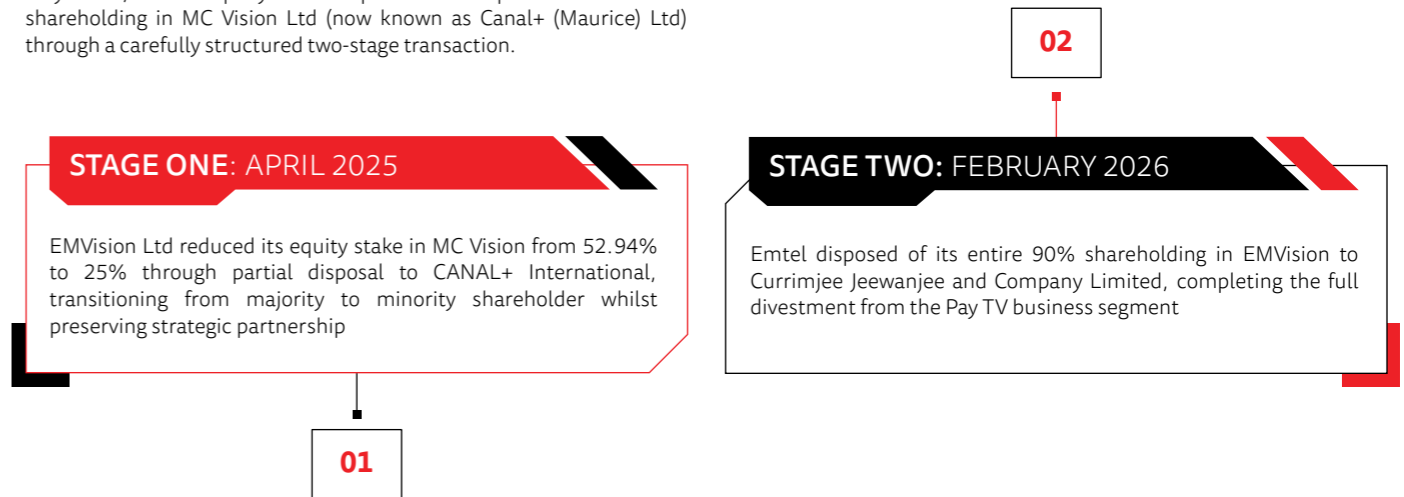 shareholding in MC Vision Ltd (now known as Canal+ (Maurice) Ltd)
through a carefully structured two-stage transaction.
02
STAGE ONE: APRIL 2025
EMVision Ltd reduced its equity stake in MC Vision from 52.94%
to 25% through partial disposal to CANAL+ International,
transitioning from majority to minority shareholder whilst
preserving strategic partnership
01
STAGE TWO: FEBRUARY 2026
Emtel disposed of its entire 90% shareholding in EMVision to
Currimjee Jeewanjee and Company Limited, completing the full
divestment from the Pay TV business segment